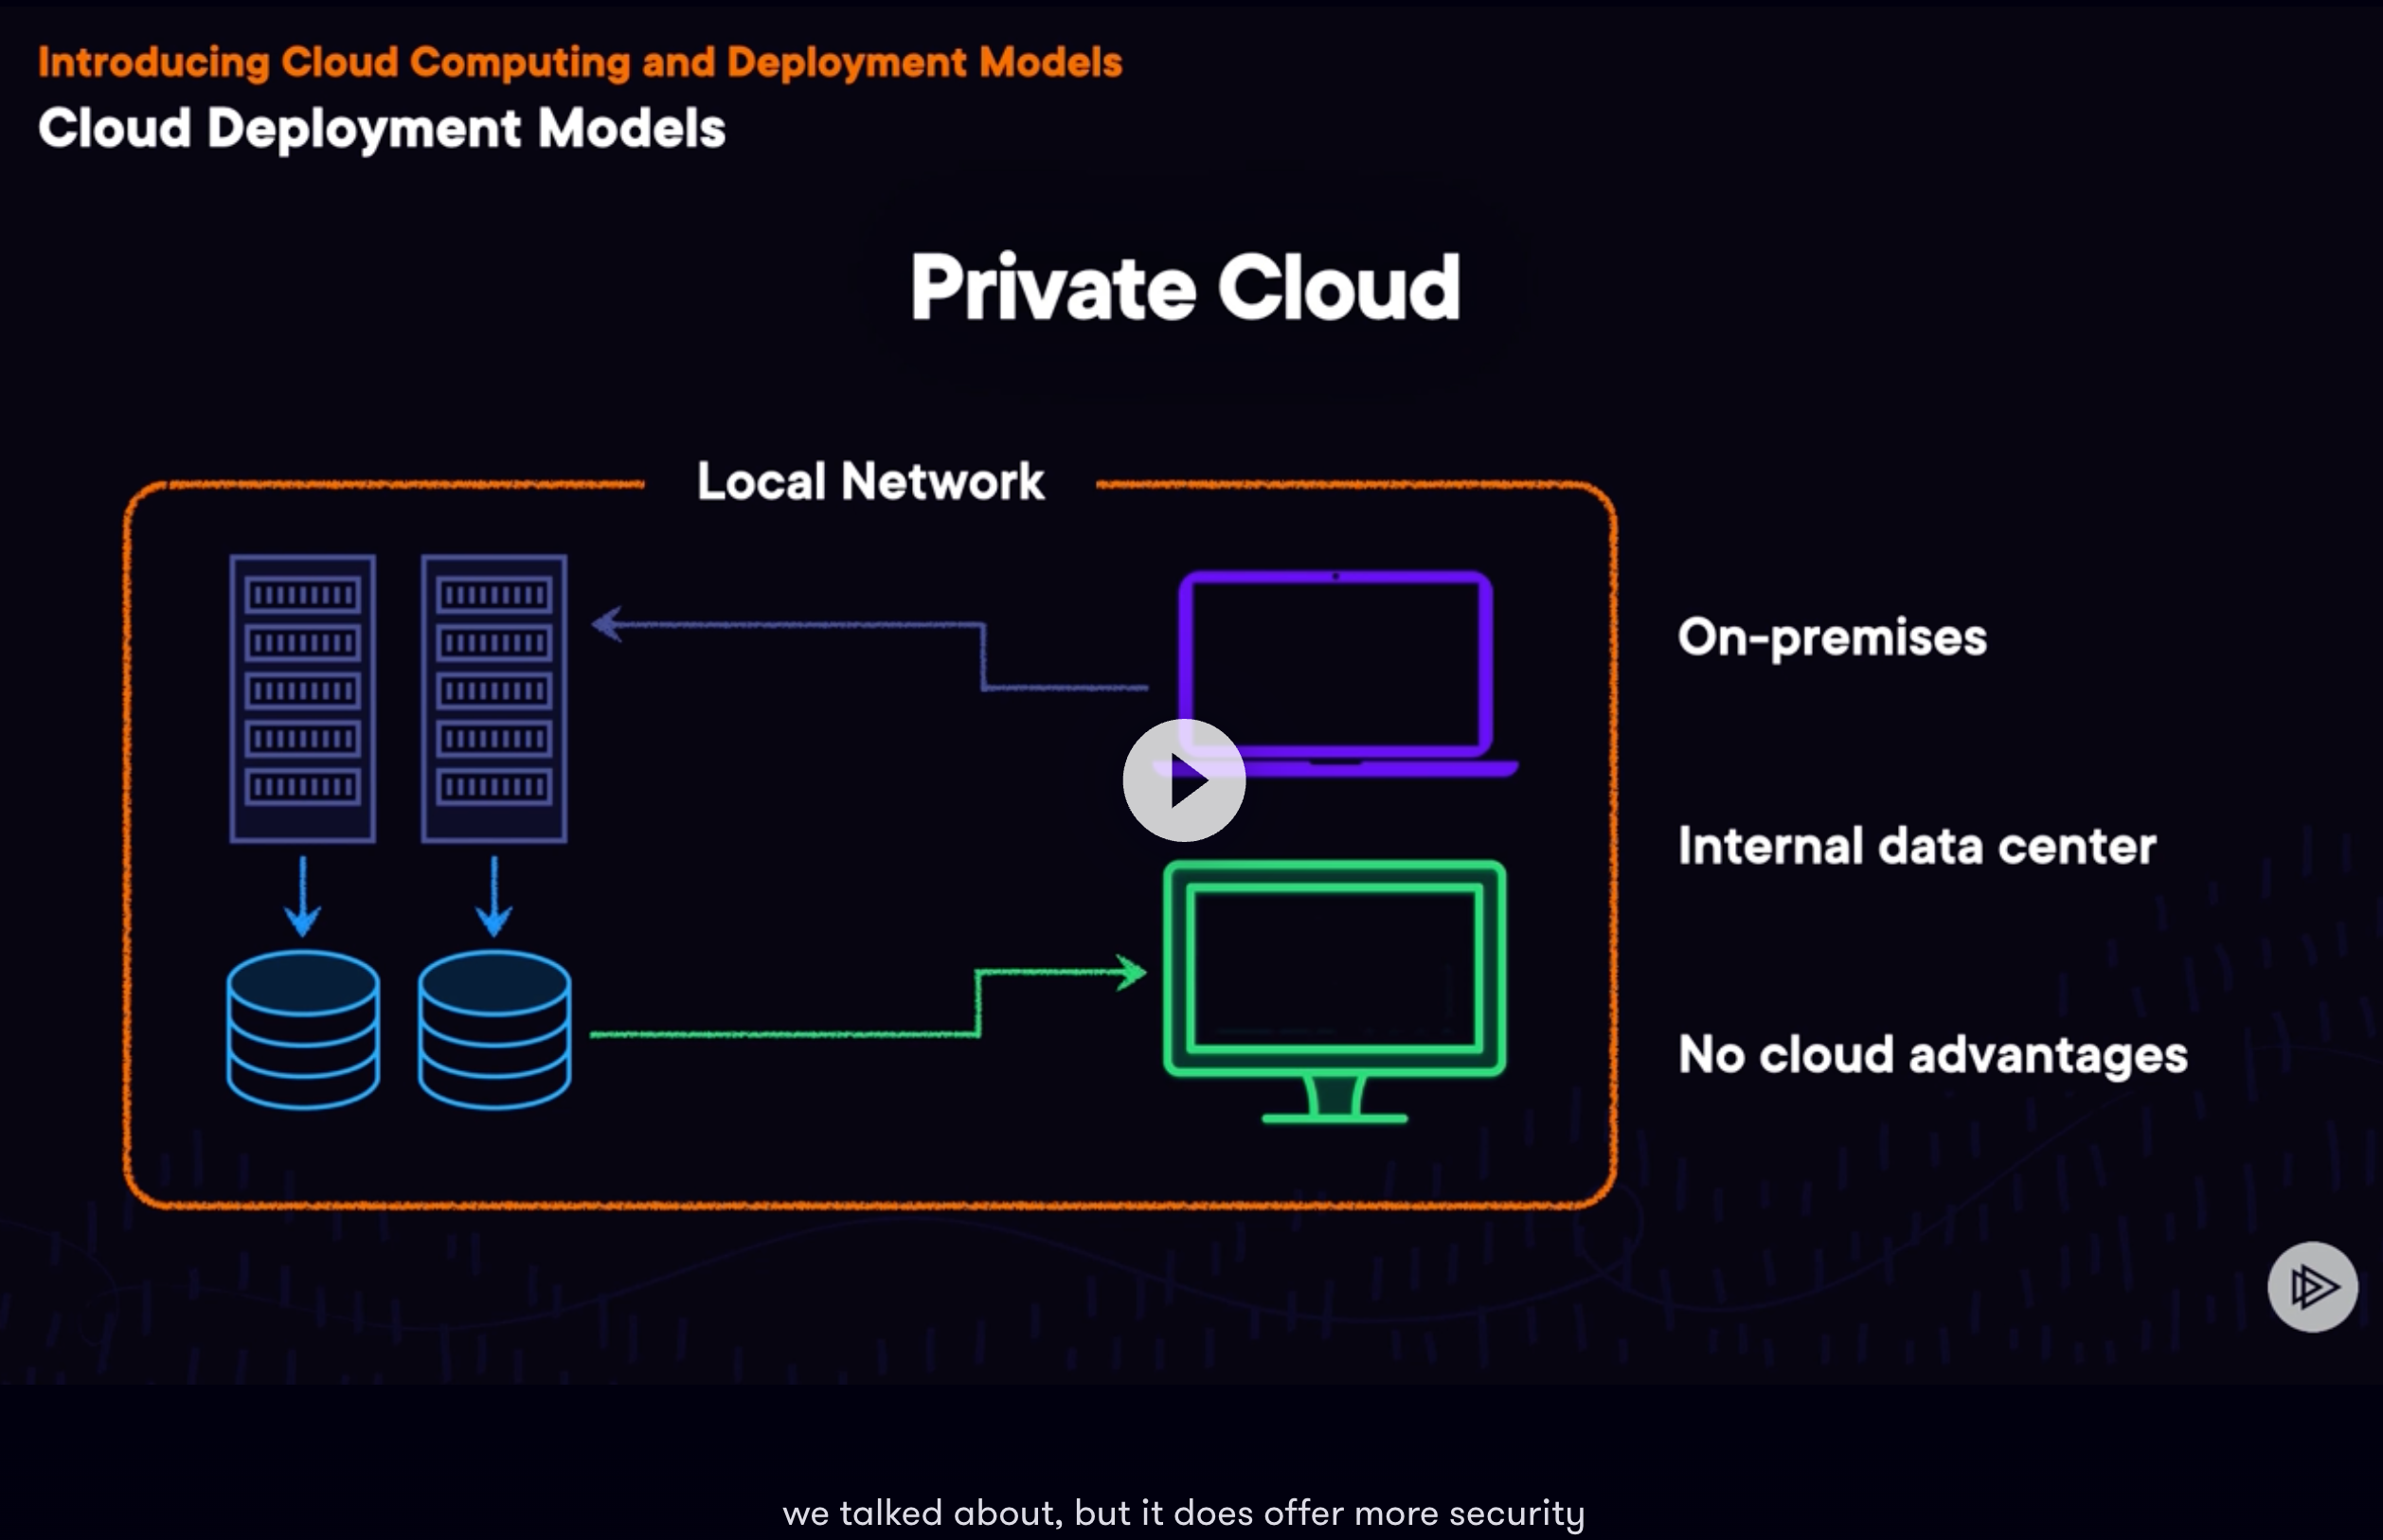 Introducing Cloud Computing and Deployment Models
Cloud Deployment Models
Private Cloud
Local Network
On-premises
Internal data center
No cloud advantages
we talked about, but it does offer more security